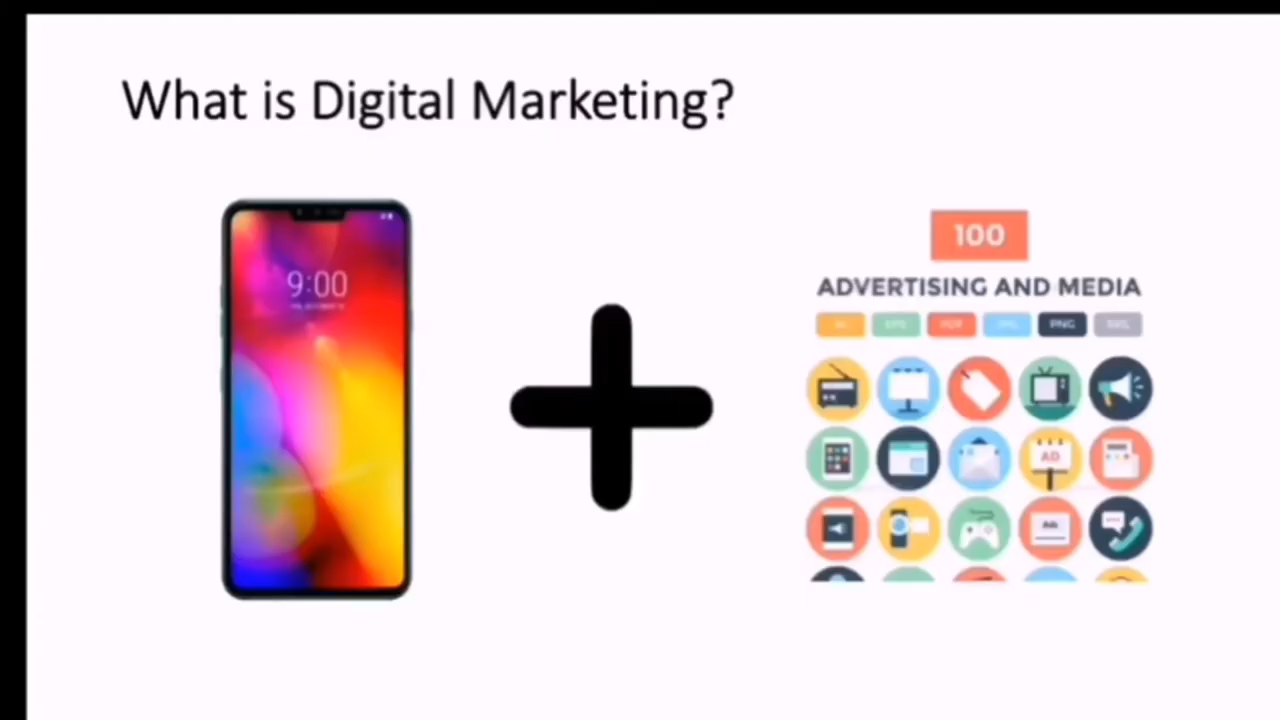 What is Digital Marketing?
9:00
100
ADVERTISING AND MEDIA
PNG
AD